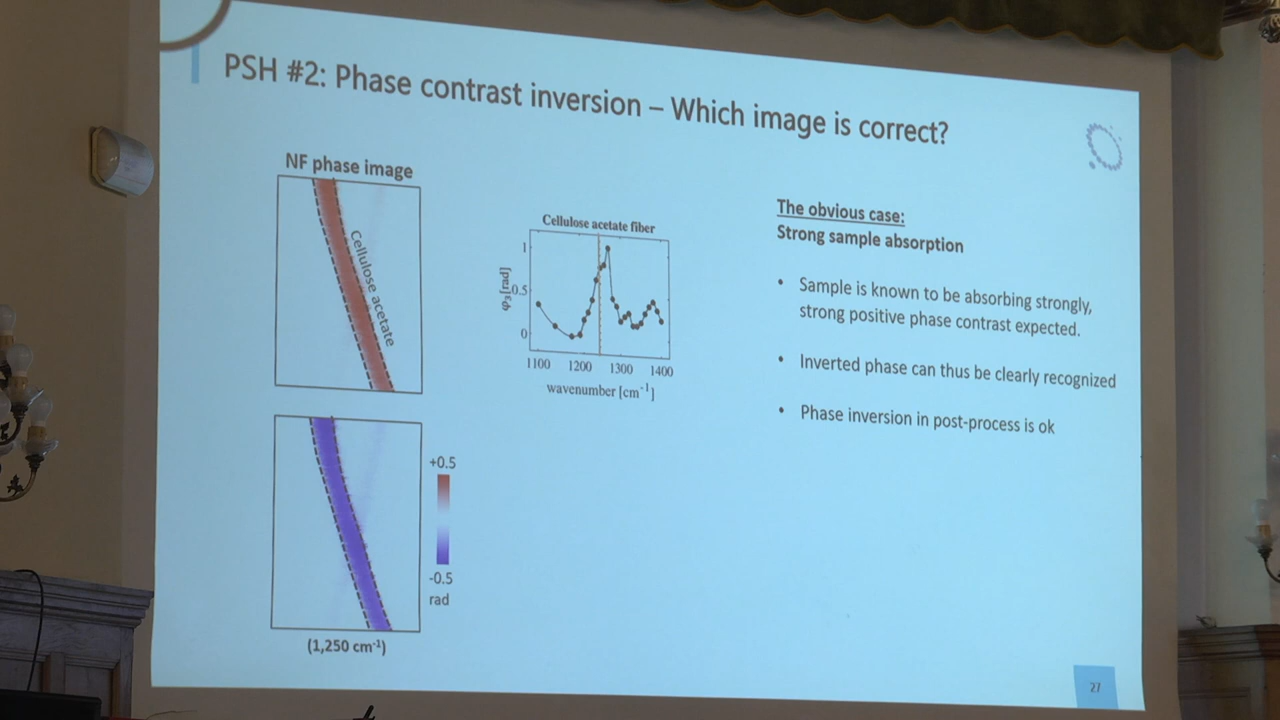 PSH #2: Phase contrast inversion – Which image is correct?
NF phase image
Cellulose acetate
Cellulose acetate fiber
1
0.5
0
φ₃[rad]
1100 1200 1300 1400
wavenumber [cm⁻¹]
+0.5
-0.5
rad
(1,250 cm⁻¹)
The obvious case:
Strong sample absorption
• Sample is known to be absorbing strongly,
strong positive phase contrast expected.
• Inverted phase can thus be clearly recognized
• Phase inversion in post-process is ok
27